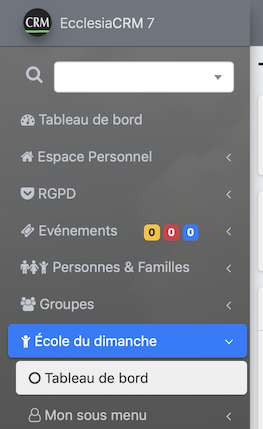 CRM EcclesiaCRM 7
Tableau de bord
Espace Personnel
RGPD
Evénements 0 0 0
Personnes & Familles
Groupes
École du dimanche
Tableau de bord
Mon sous menu